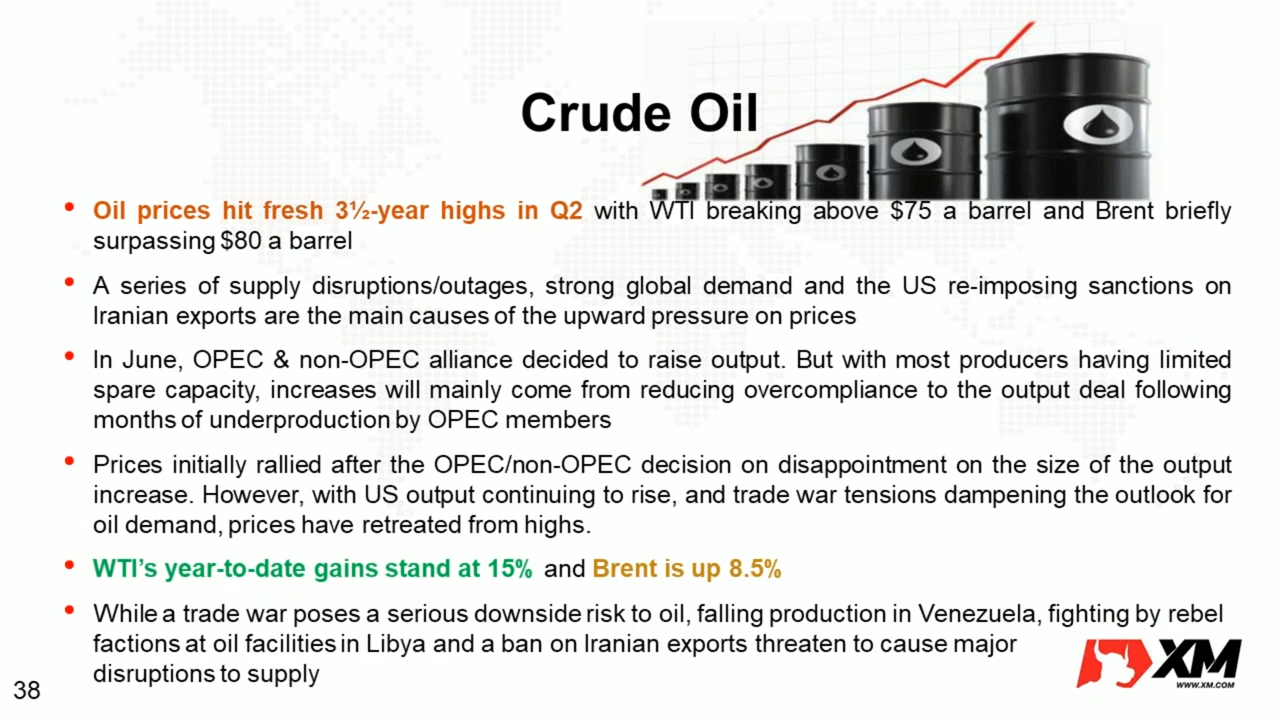 Crude Oil
• Oil prices hit fresh 3½-year highs in Q2 with WTI breaking above $75 a barrel and Brent briefly
surpassing $80 a barrel
• A series of supply disruptions/outages, strong global demand and the US re-imposing sanctions on
Iranian exports are the main causes of the upward pressure on prices
• In June, OPEC & non-OPEC alliance decided to raise output. But with most producers having limited
spare capacity, increases will mainly come from reducing overcompliance to the output deal following
months of underproduction by OPEC members
• Prices initially rallied after the OPEC/non-OPEC decision on disappointment on the size of the output
increase. However, with US output continuing to rise, and trade war tensions dampening the outlook for
oil demand, prices have retreated from highs.
• WTI’s year-to-date gains stand at 15% and Brent is up 8.5%
• While a trade war poses a serious downside risk to oil, falling production in Venezuela, fighting by rebel
factions at oil facilities in Libya and a ban on Iranian exports threaten to cause major
disruptions to supply
XM
WWW.XM.COM
38